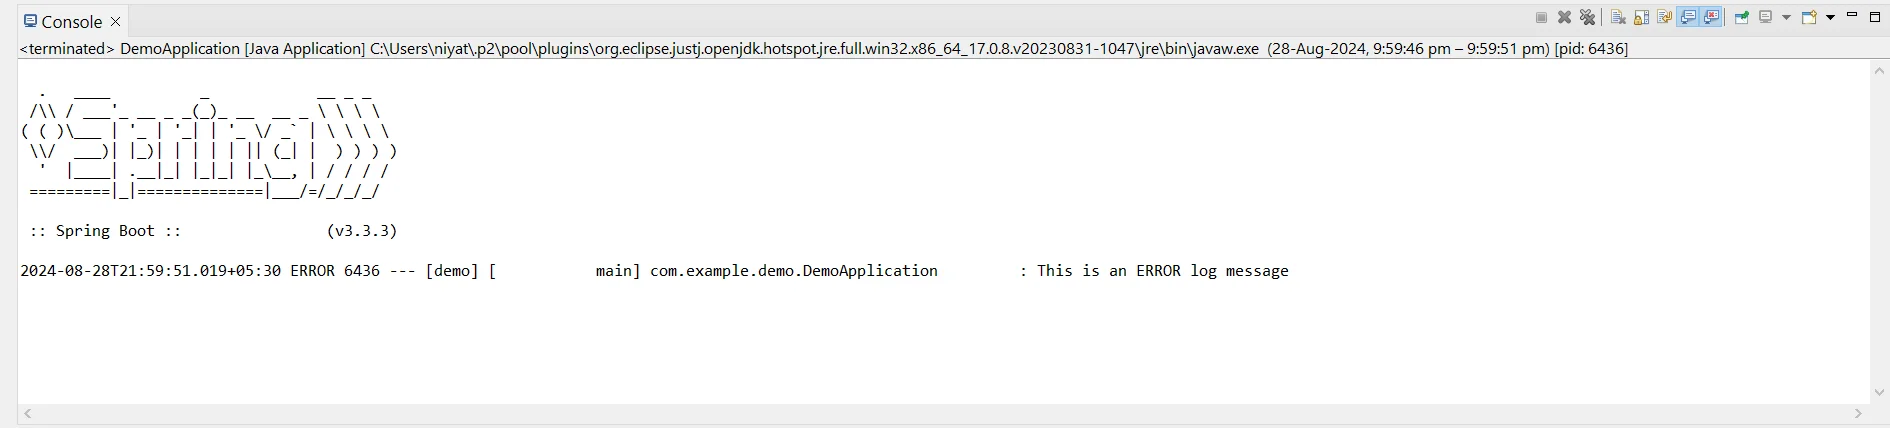 Console
<terminated> DemoApplication [Java Application] C:\Users\niyat\.p2\pool\plugins\org.eclipse.justj.openjdk.hotspot.jre.full.win32.x86_64_17.0.8.v20230831-1047\jre\bin\javaw.exe (28-Aug-2024, 9:59:46 pm – 9:59:51 pm) [pid: 6436]
  .   ____          _            __ _ _
 /\\ / ___'_ __ _ _(_)_ __  __ _ \ \ \ \
( ( )\___ | '_ | '_| | '_ \/ _` | \ \ \ \
 \\/  ___)| |_)| | | | | || (_| |  ) ) ) )
  '  |____| .__|_| |_|_| |_\__, | / / / /
 =========|_|==============|___/=/_/_/_/
 :: Spring Boot ::                (v3.3.3)
2024-08-28T21:59:51.019+05:30 ERROR 6436 --- [demo] [           main] com.example.demo.DemoApplication         : This is an ERROR log message